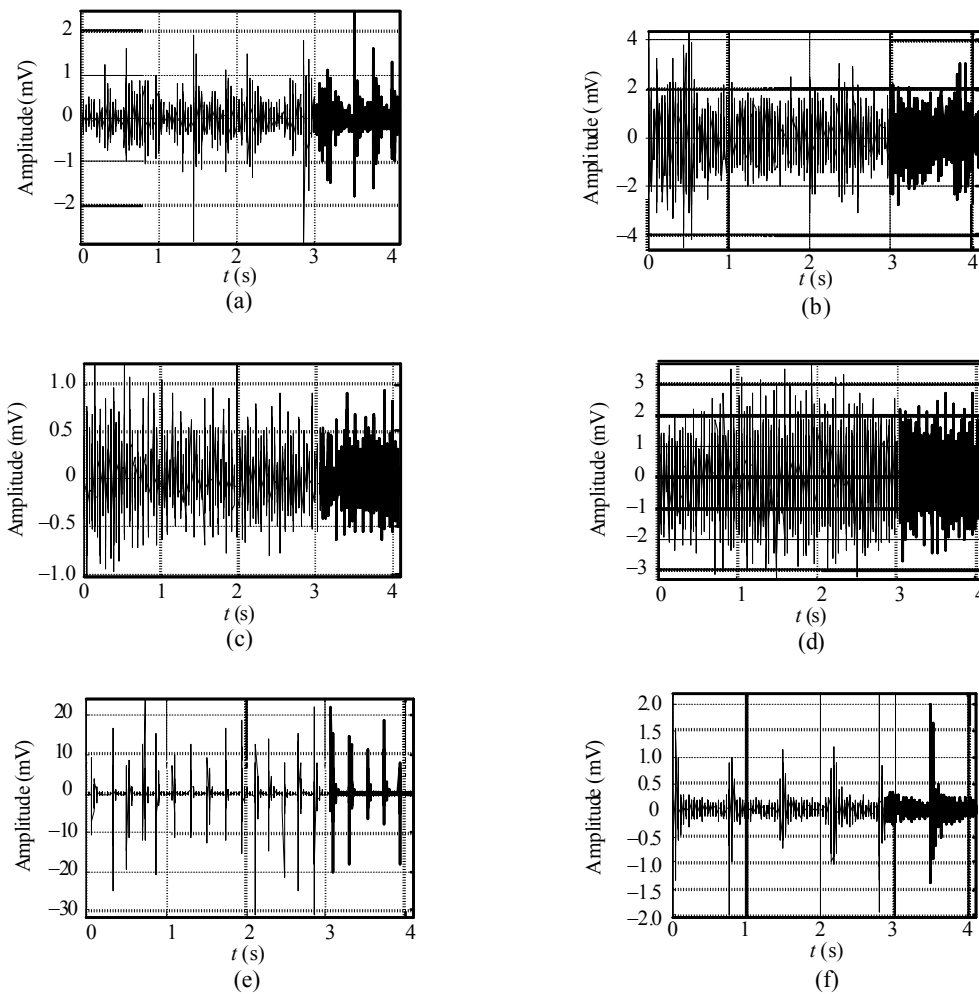 2
1
0
–1
–2
Amplitude (mV)
0 1 2 3 4
t (s)
(a)
4
2
0
–2
–4
Ampli tude ( mV)
0 1 2 3 4
t (s)
(b)
1.0
0.5
0
–0.5
–1.0
Amplitude (mV)
0 1 2 3 4
t (s)
(c)
3
2
1
0
–1
–2
–3
Amplitude (mV)
0 1 2 3 4
t (s)
(d)
20
10
0
–10
–20
–30
Amplitude (mV)
0 1 2 3 4
t (s)
(e)
2.0
1.5
1.0
0.5
0
–0.5
–1.0
–1.5
–2.0
Amplitude (mV)
0 1 2 3 4
t (s)
(f)